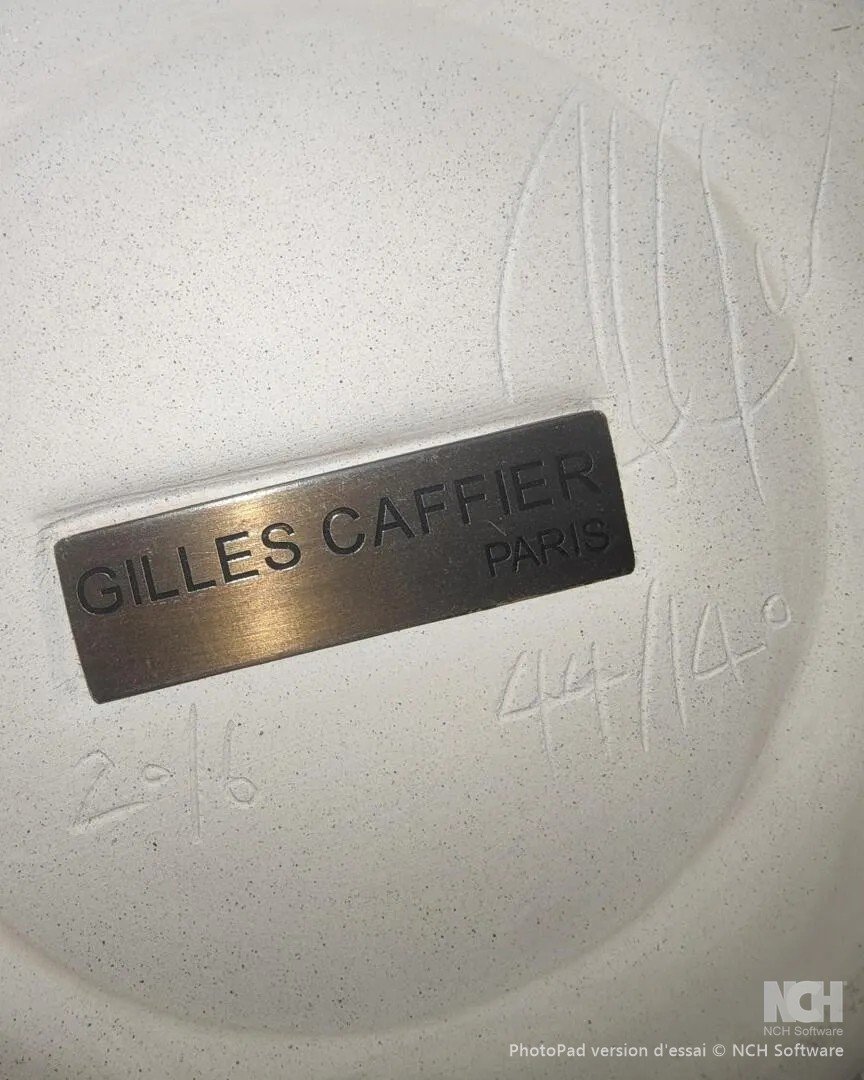 GILLES CAFFIER
PARIS
44/140
2016
NCH
NCH Software
PhotoPad version d'essai © NCH Software